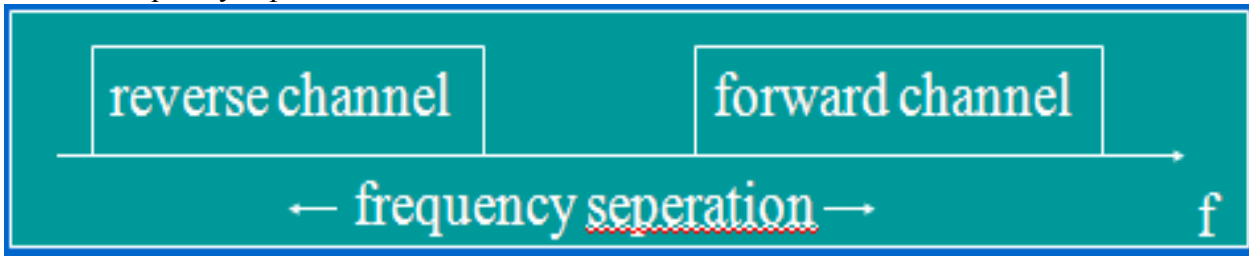 reverse channel
forward channel
← frequency seperation →
f